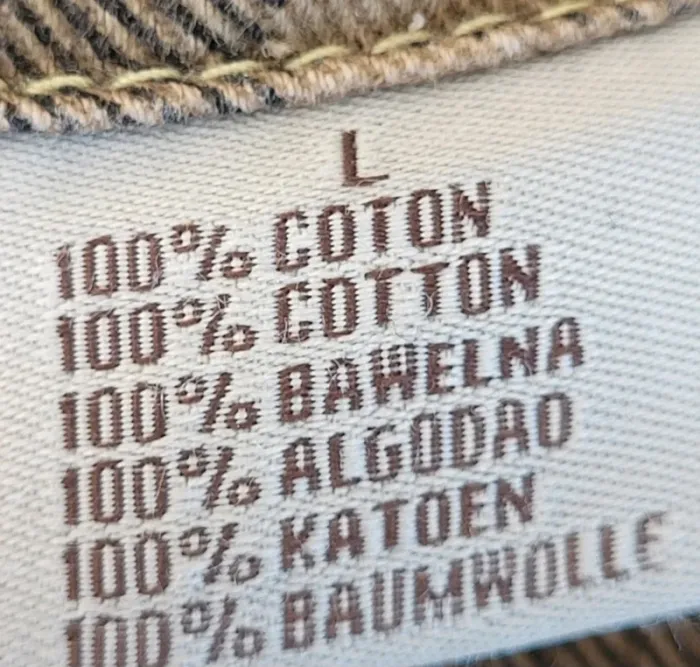 L
100% COTON
100% COTTON
100% BAWELNA
100% ALGODAO
100% KATOEN
100% BAUMWOLLE